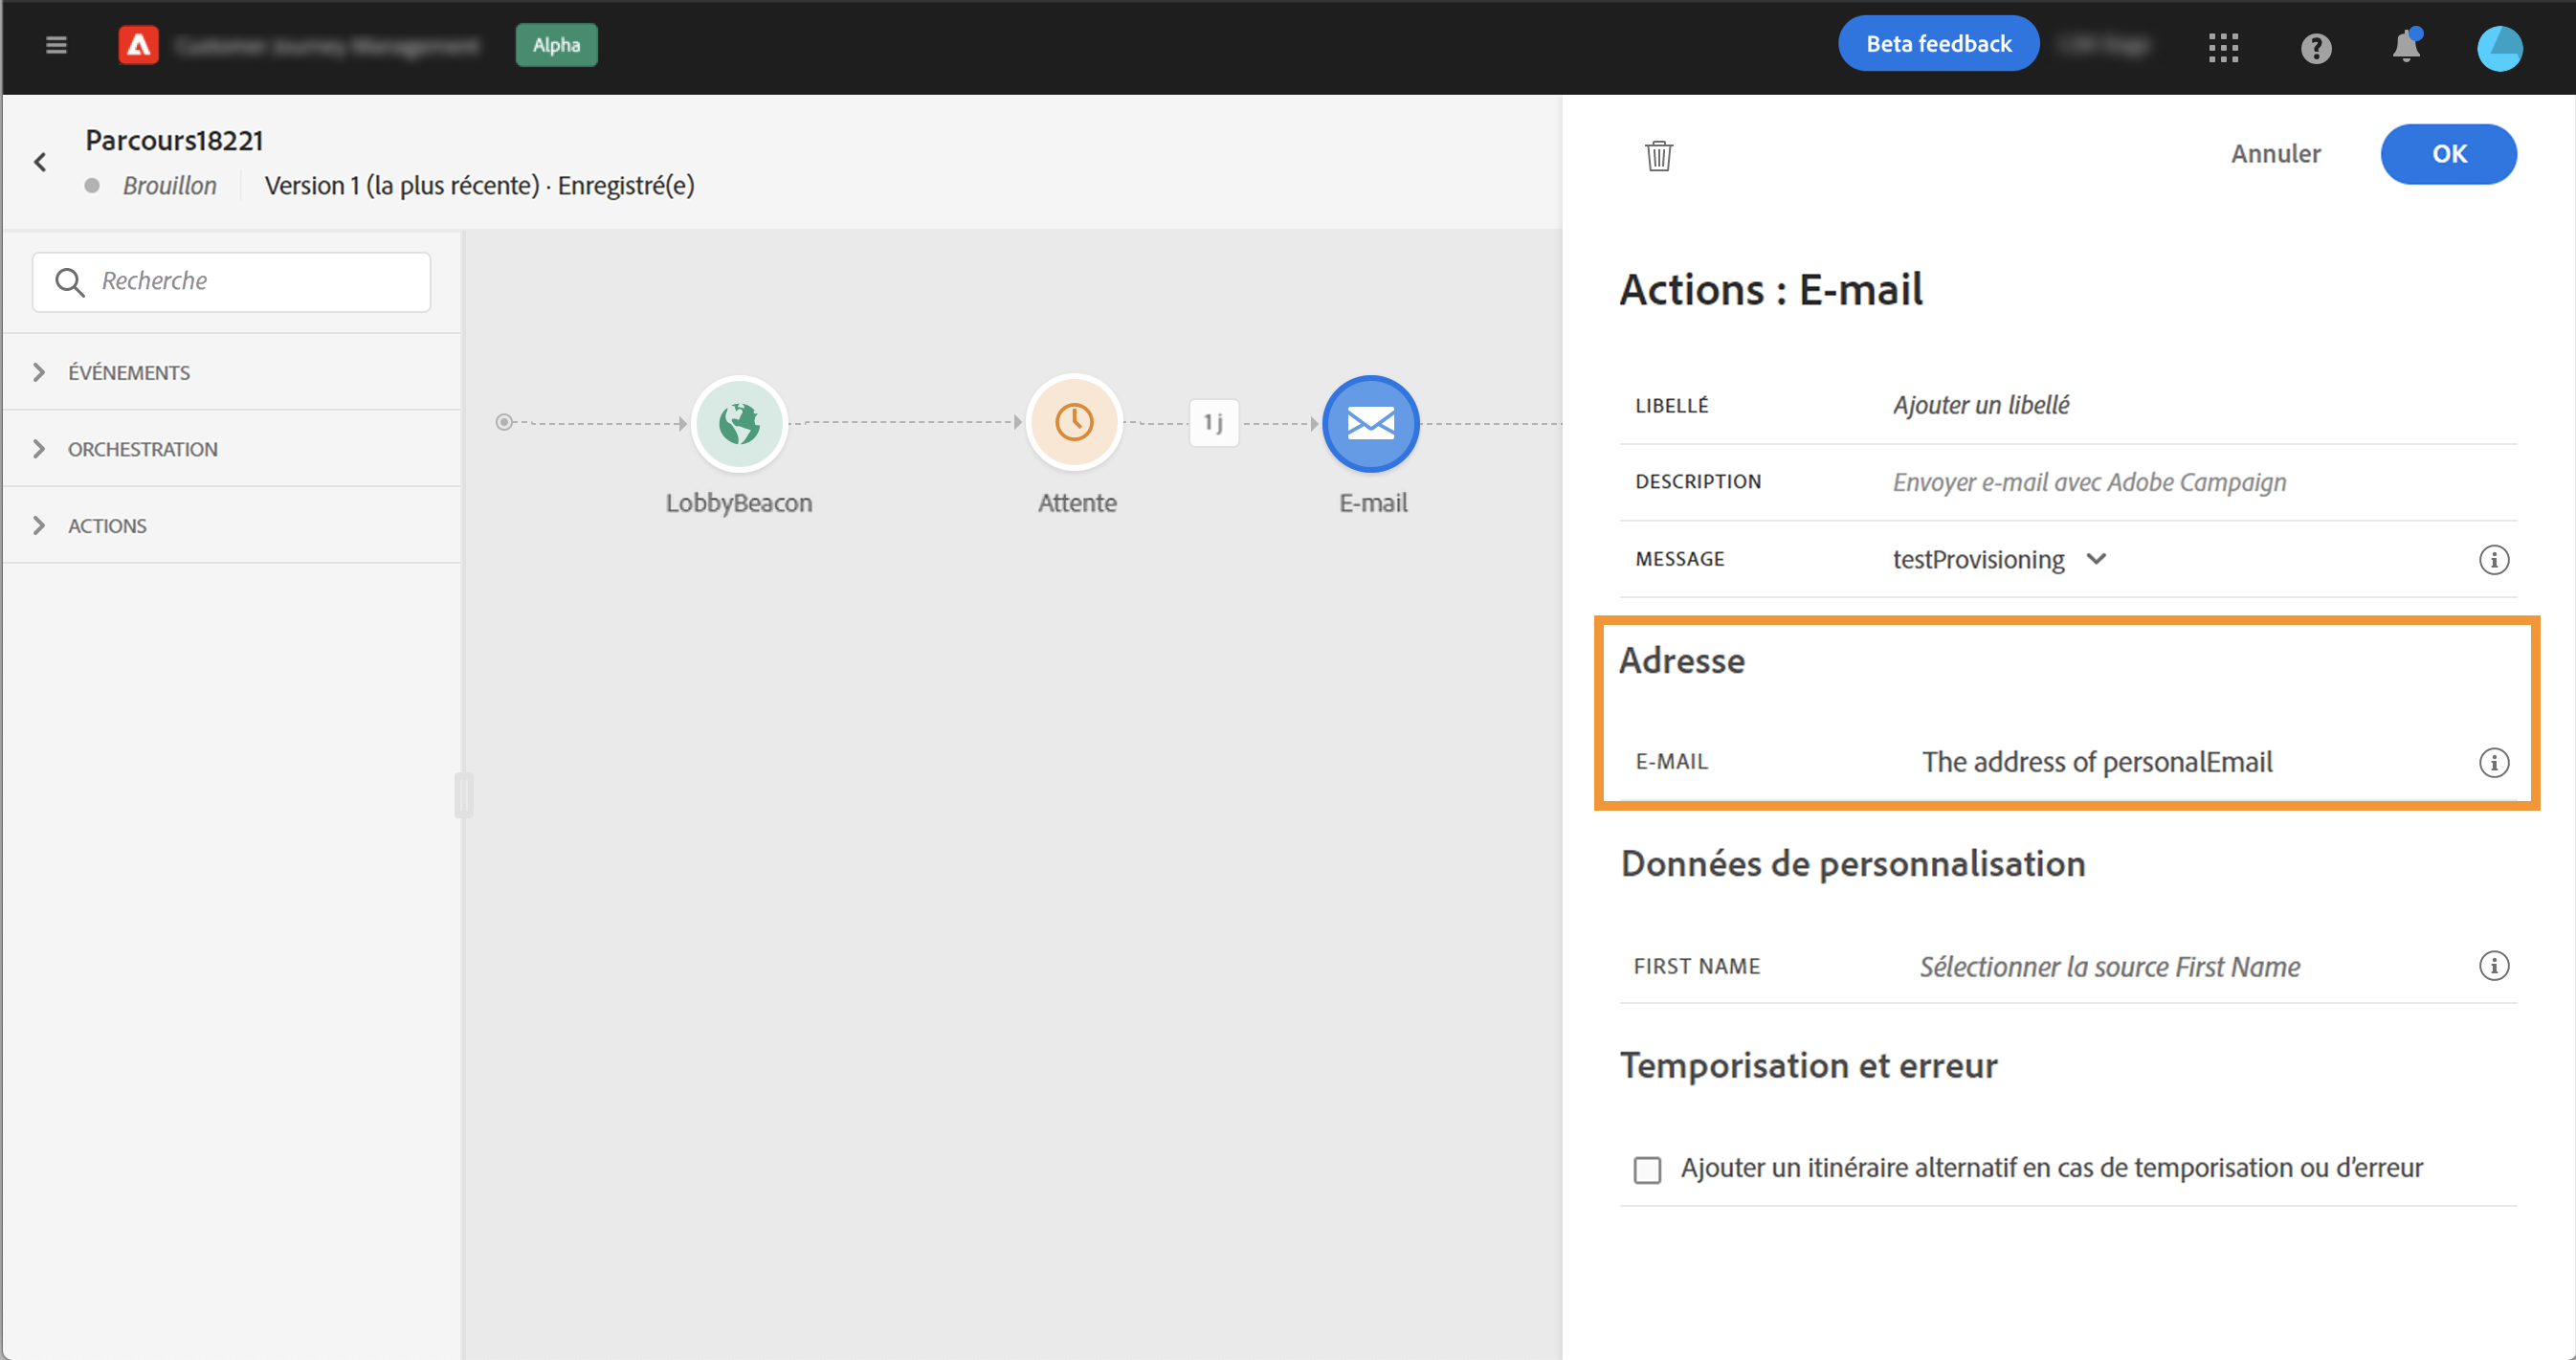 Alpha
Beta feedback
Parcours18221
Brouillon
Version 1 (la plus récente) · Enregistré(e)
Annuler
OK
Recherche
ÉVÉNEMENTS
ORCHESTRATION
ACTIONS
1 j
LobbyBeacon
Attente
E-mail
Actions : E-mail
LIBELLÉ
Ajouter un libellé
DESCRIPTION
Envoyer e-mail avec Adobe Campaign
MESSAGE
testProvisioning
Adresse
E-MAIL
The address of personalEmail
Données de personnalisation
FIRST NAME
Sélectionner la source First Name
Temporisation et erreur
Ajouter un itinéraire alternatif en cas de temporisation ou d'erreur